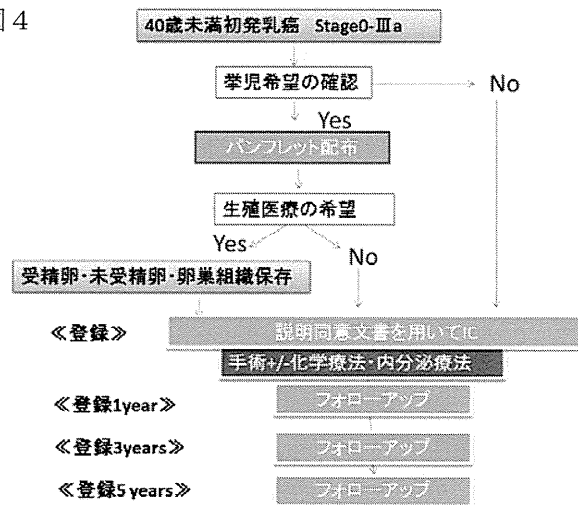 図4
40歳未満初発乳癌 Stage0-Ⅲa
挙児希望の確認
No
Yes
パンフレット配布
生殖医療の希望
Yes
No
受精卵・未受精卵・卵巣組織保存
≪登録≫
説明同意文書を用いてIC
手術+/-化学療法・内分泌療法
≪登録1year≫
フォローアップ
≪登録3years≫
フォローアップ
≪登録5 years≫
フォローアップ